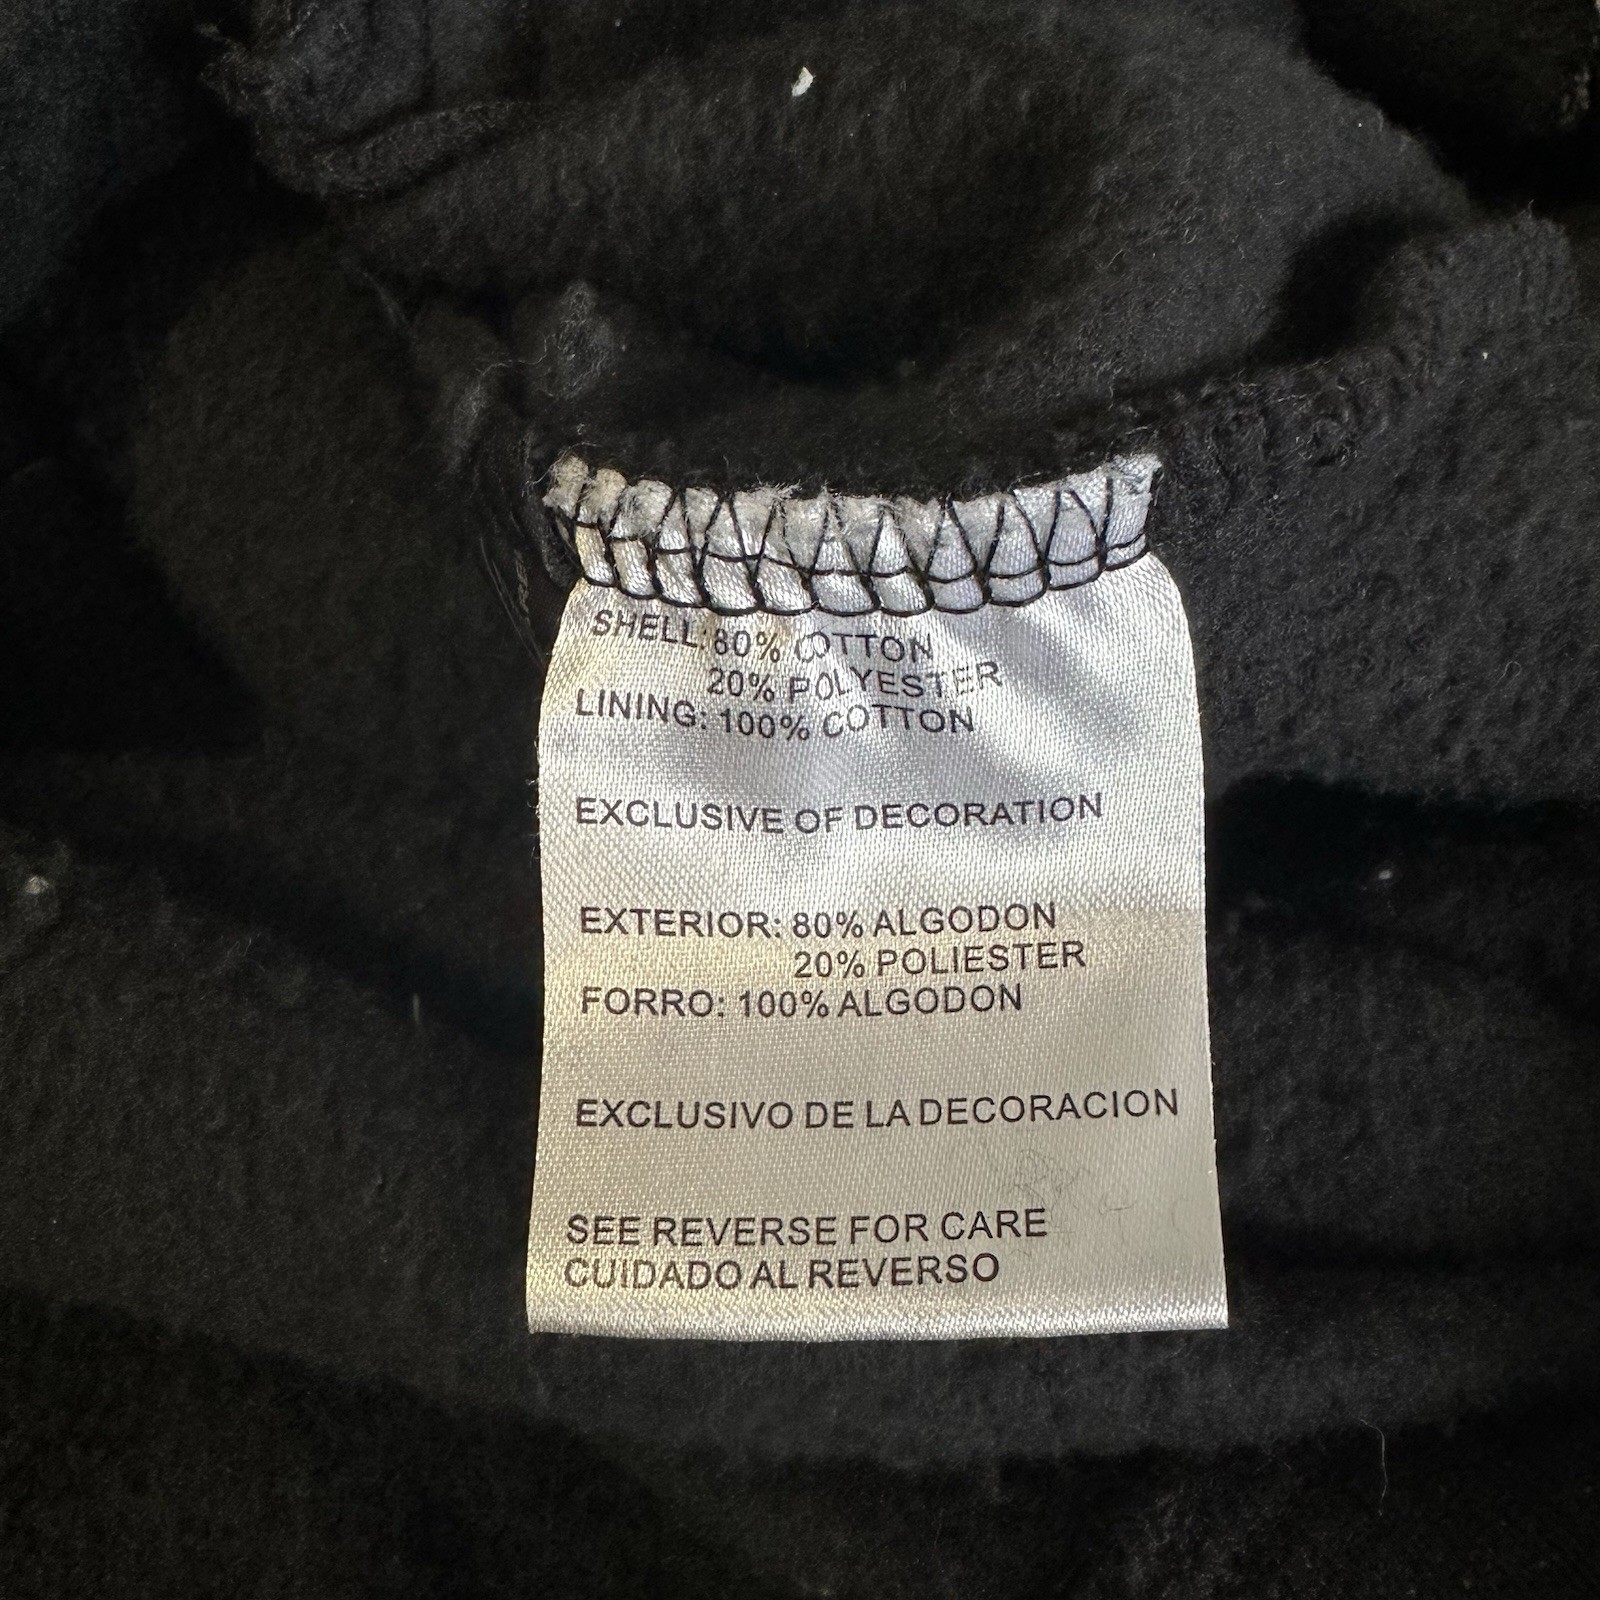 SHELL: 80% COTTON
20% POLYESTER
LINING: 100% COTTON
EXCLUSIVE OF DECORATION
EXTERIOR: 80% ALGODON
20% POLIESTER
FORRO: 100% ALGODON
EXCLUSIVO DE LA DECORACION
SEE REVERSE FOR CARE
CUIDADO AL REVERSO